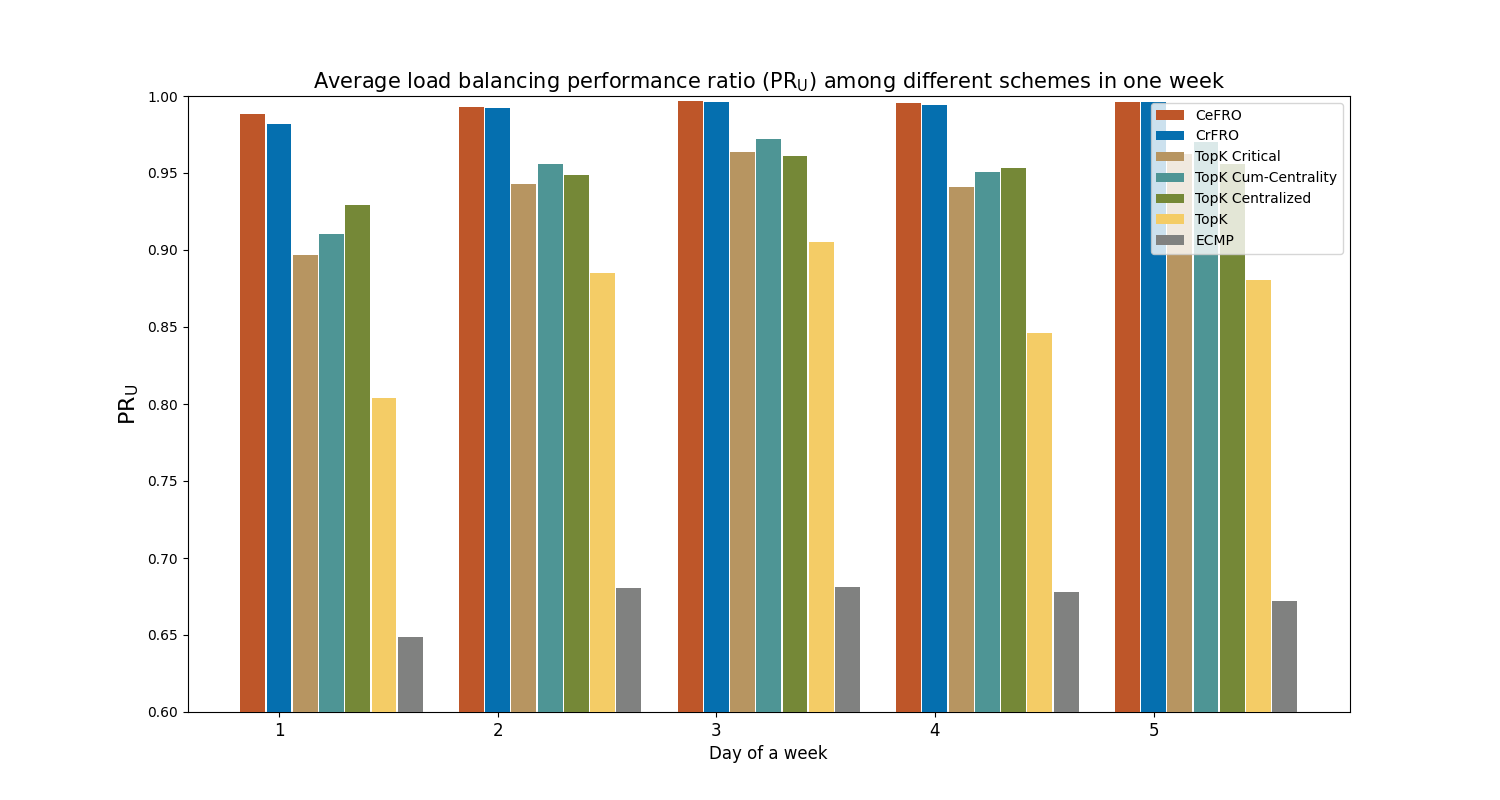 Average load balancing performance ratio (PR_U) among different schemes in one week
1.00
0.95
0.90
0.85
0.80
0.75
0.70
0.65
0.60
PR_U
CeFRO
CrFRO
TopK Critical
TopK Cum-Centrality
TopK Centralized
TopK
ECMP
1 2 3 4 5
Day of a week